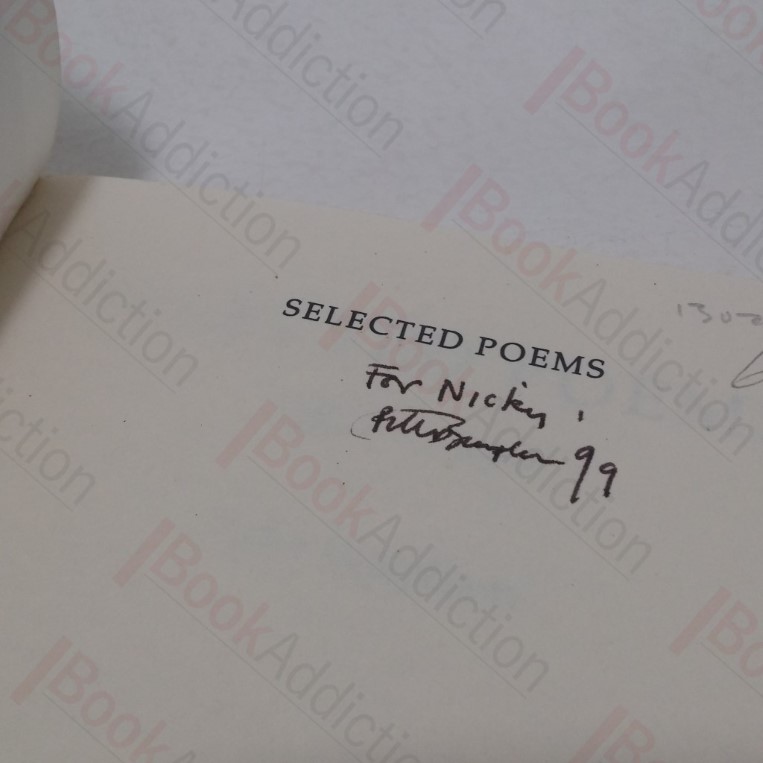 SELECTED POEMS
For Nicky,
99
BookAddiction